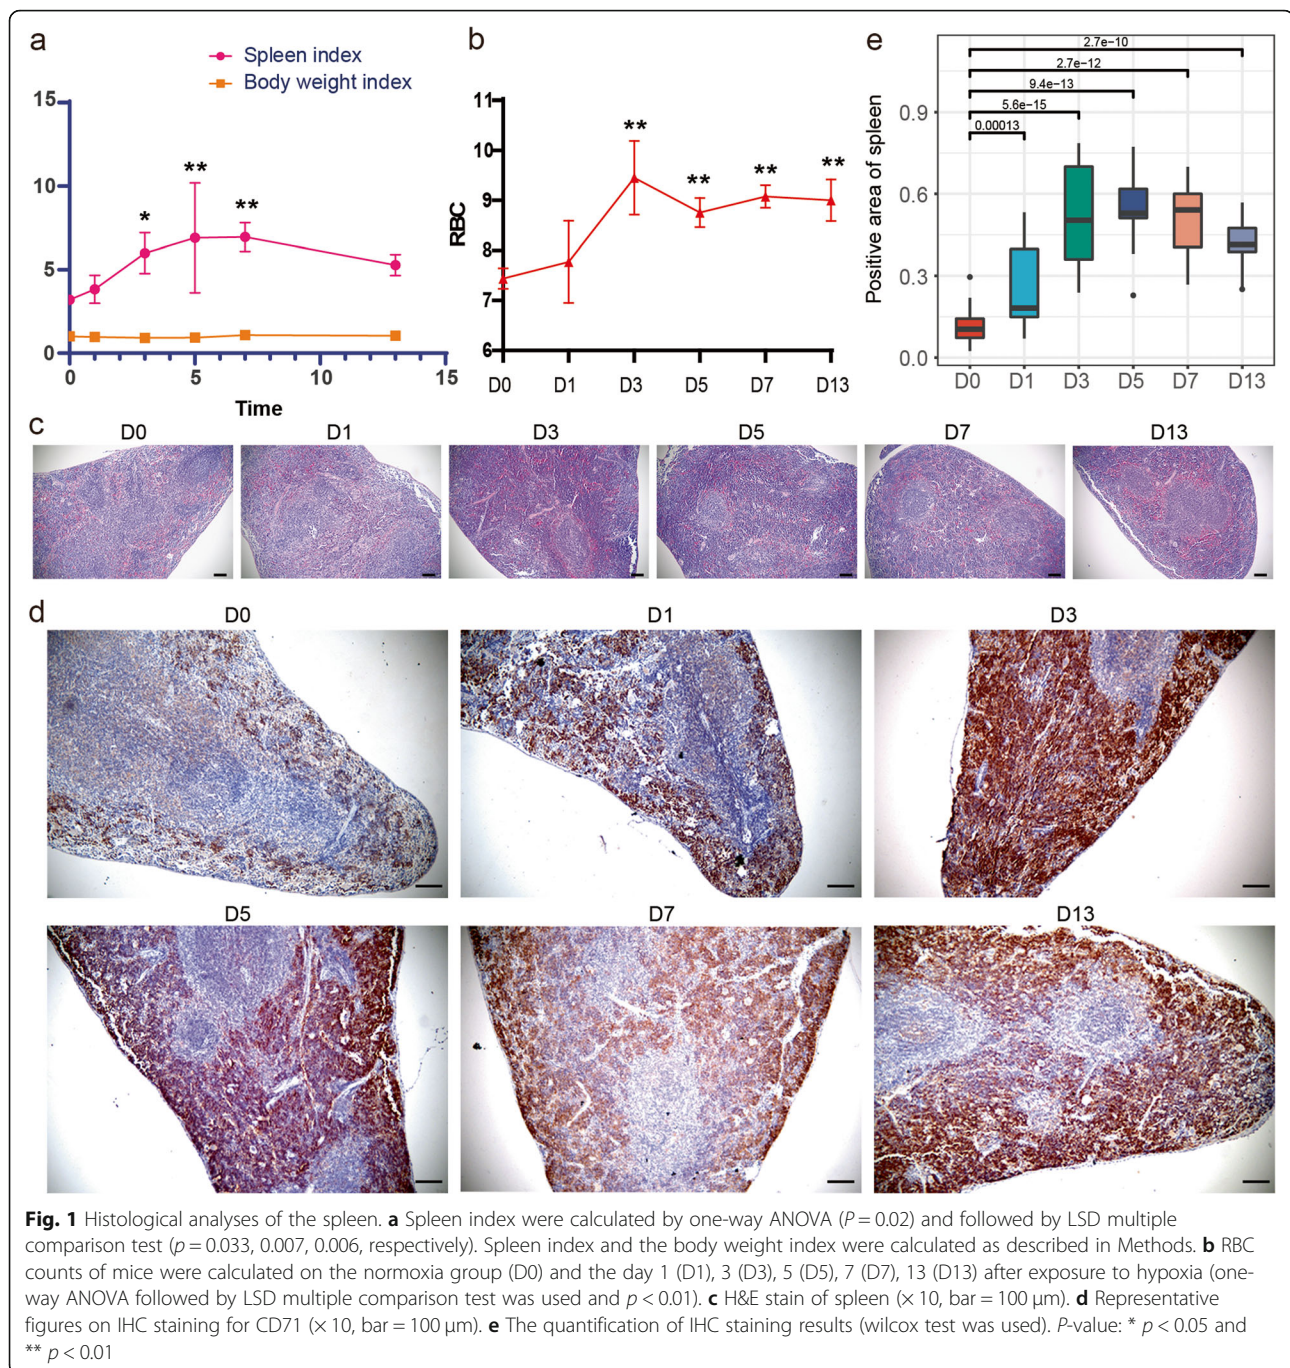 a
Spleen index
Body weight index
15
10
5
0
*
**
**
0
5
10
15
Time
b
11
10
9
8
7
6
RBC
**
**
**
**
D0
D1
D3
D5
D7
D13
e
2.7e−10
2.7e−12
9.4e−13
5.6e−15
0.00013
Positive area of spleen
0.9
0.6
0.3
0.0
D0
D1
D3
D5
D7
D13
c
D0
D1
D3
D5
D7
D13
d
D0
D1
D3
D5
D7
D13
Fig. 1 Histological analyses of the spleen. a Spleen index were calculated by one-way ANOVA (P = 0.02) and followed by LSD multiple
comparison test (p = 0.033, 0.007, 0.006, respectively). Spleen index and the body weight index were calculated as described in Methods. b RBC
counts of mice were calculated on the normoxia group (D0) and the day 1 (D1), 3 (D3), 5 (D5), 7 (D7), 13 (D13) after exposure to hypoxia (one-
way ANOVA followed by LSD multiple comparison test was used and p < 0.01). c H&E stain of spleen (× 10, bar = 100 μm). d Representative
figures on IHC staining for CD71 (× 10, bar = 100 μm). e The quantification of IHC staining results (wilcox test was used). P-value: * p < 0.05 and
** p < 0.01